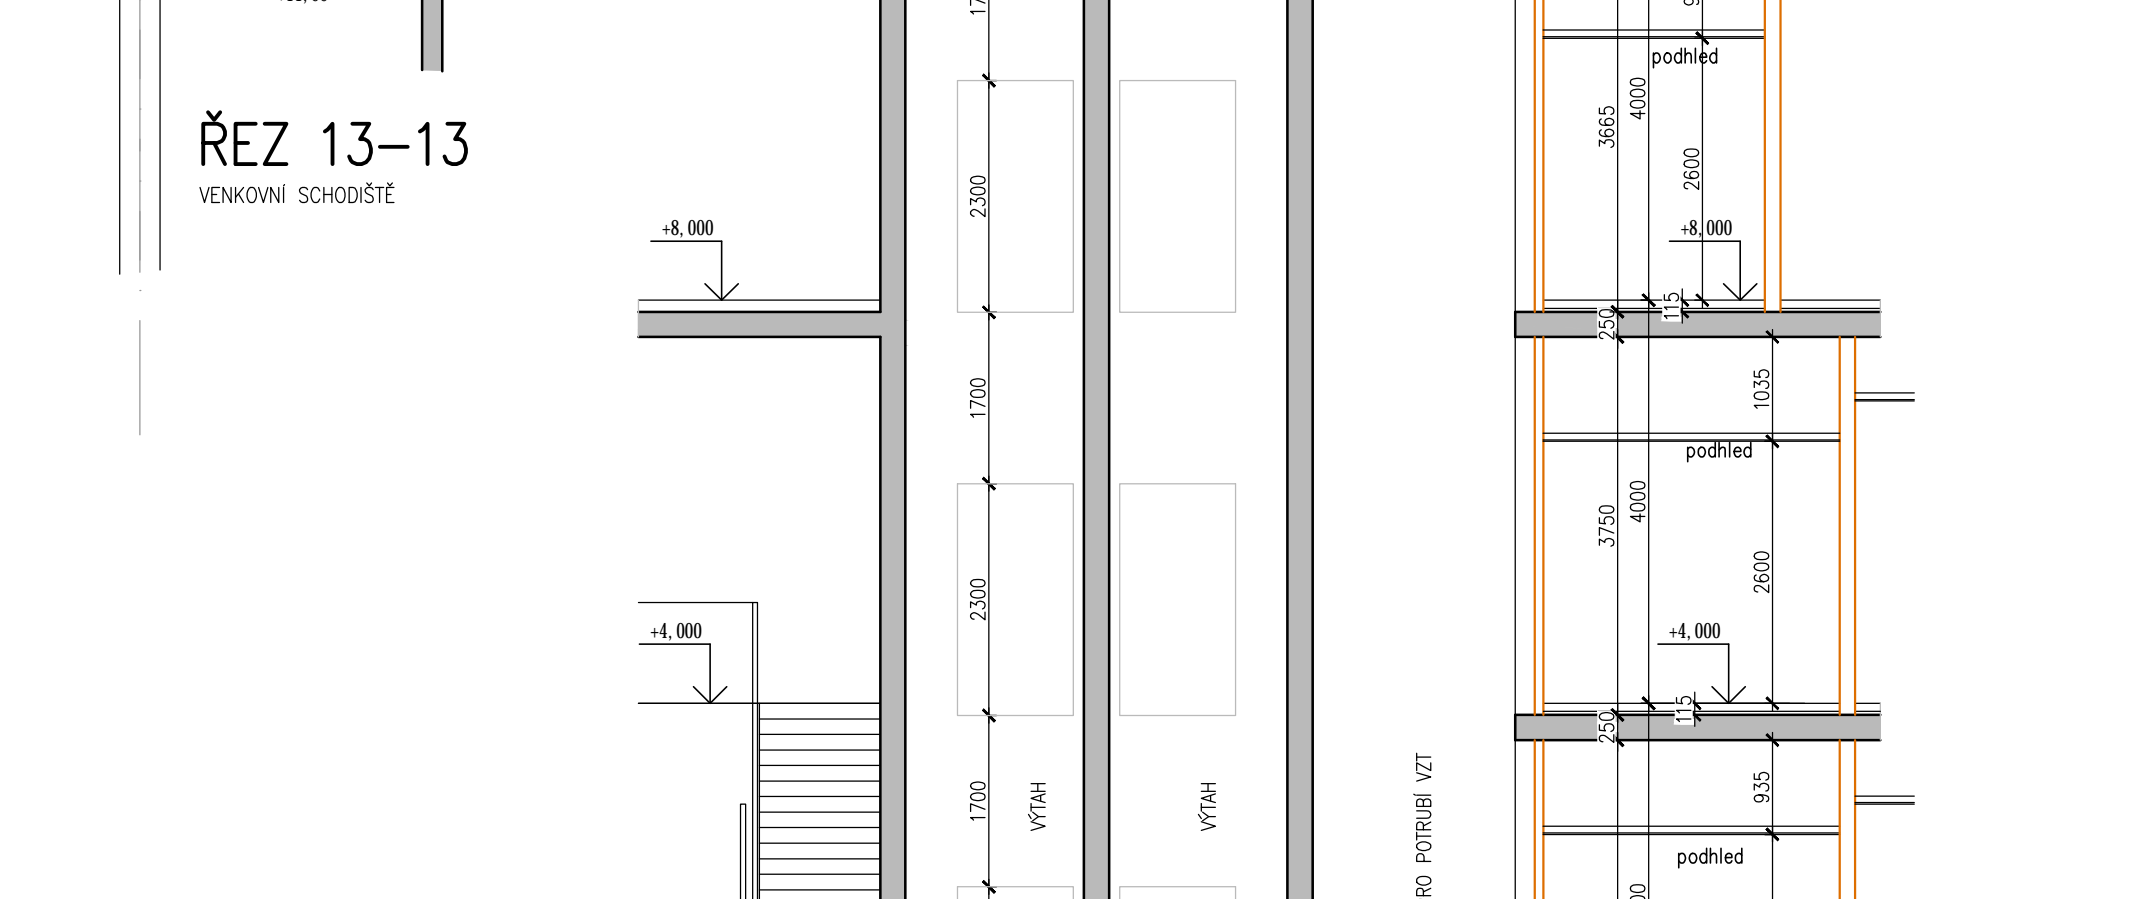 ŘEZ 13-13
VENKOVNÍ SCHODIŠTĚ
+8,000
+4,000
2300
1700
2300
1700
VÝTAH
VÝTAH
RO POTRUBÍ VZT
podhled
4000
3665
2600
+8,000
115
250
1035
podhled
4000
3750
2600
+4,000
115
250
935
podhled